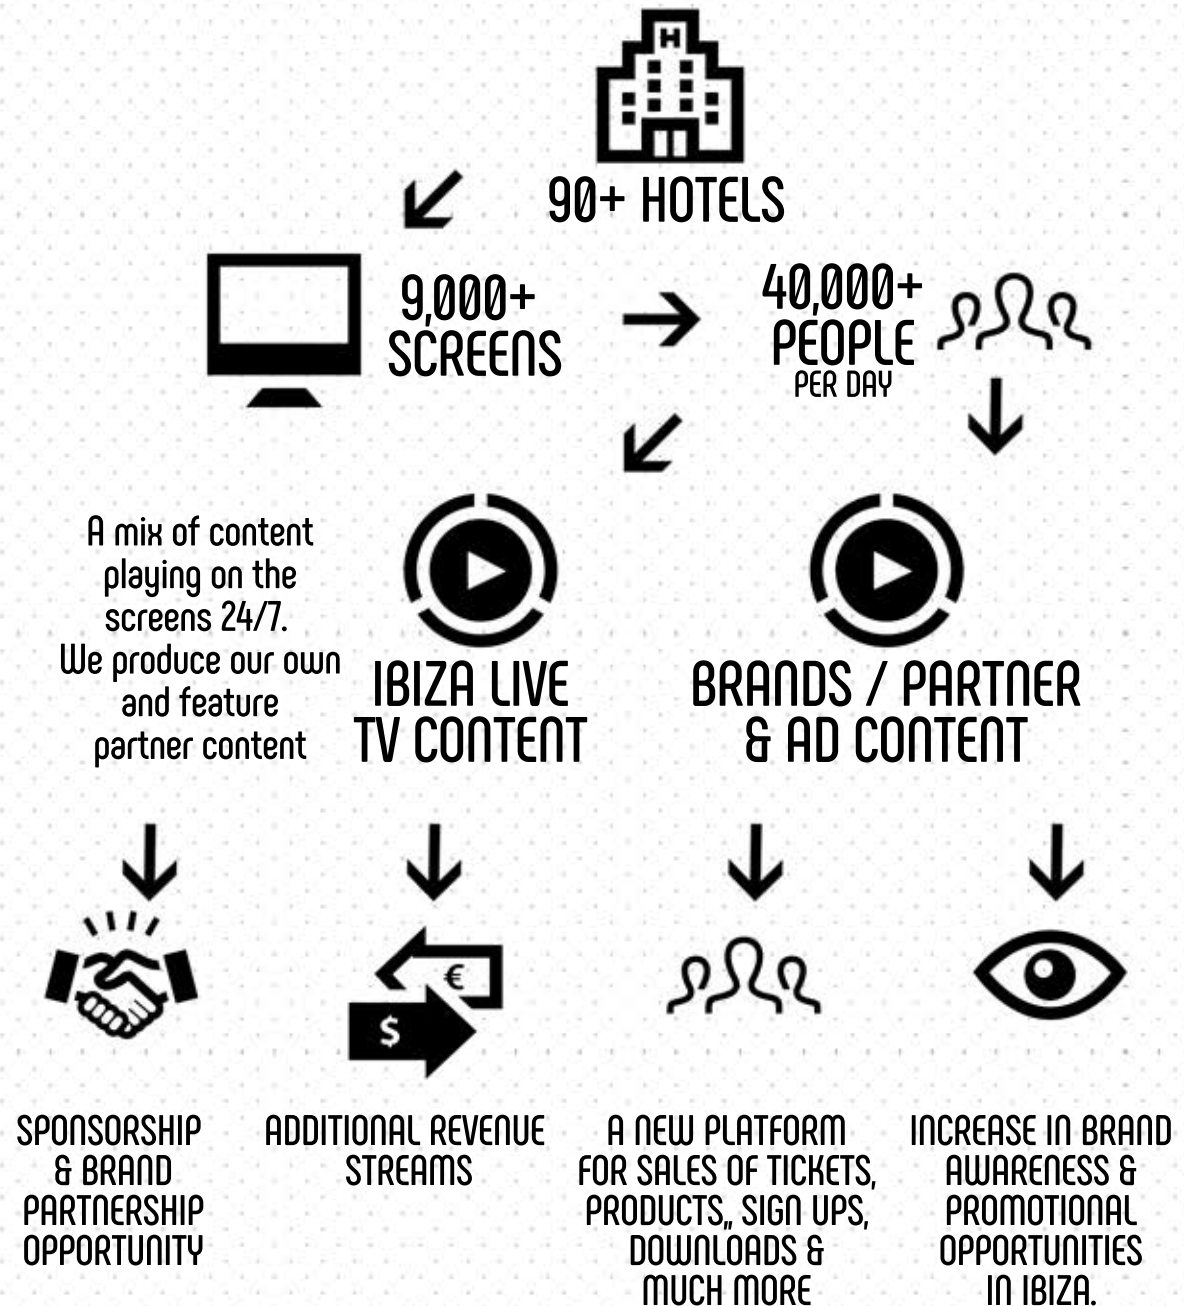 H
90+ HOTELS
9,000+
SCREENS
40,000+
PEOPLE
PER DAY
A mix of content
playing on the
screens 24/7.
We produce our own
and feature
partner content
IBIZA LIVE
TV CONTENT
BRANDS / PARTNER
& AD CONTENT
€
$
SPONSORSHIP
& BRAND
PARTNERSHIP
OPPORTUNITY
ADDITIONAL REVENUE
STREAMS
A NEW PLATFORM
FOR SALES OF TICKETS,
PRODUCTS,, SIGN UPS,
DOWNLOADS &
MUCH MORE
INCREASE IN BRAND
AWARENESS &
PROMOTIONAL
OPPORTUNITIES
IN IBIZA.